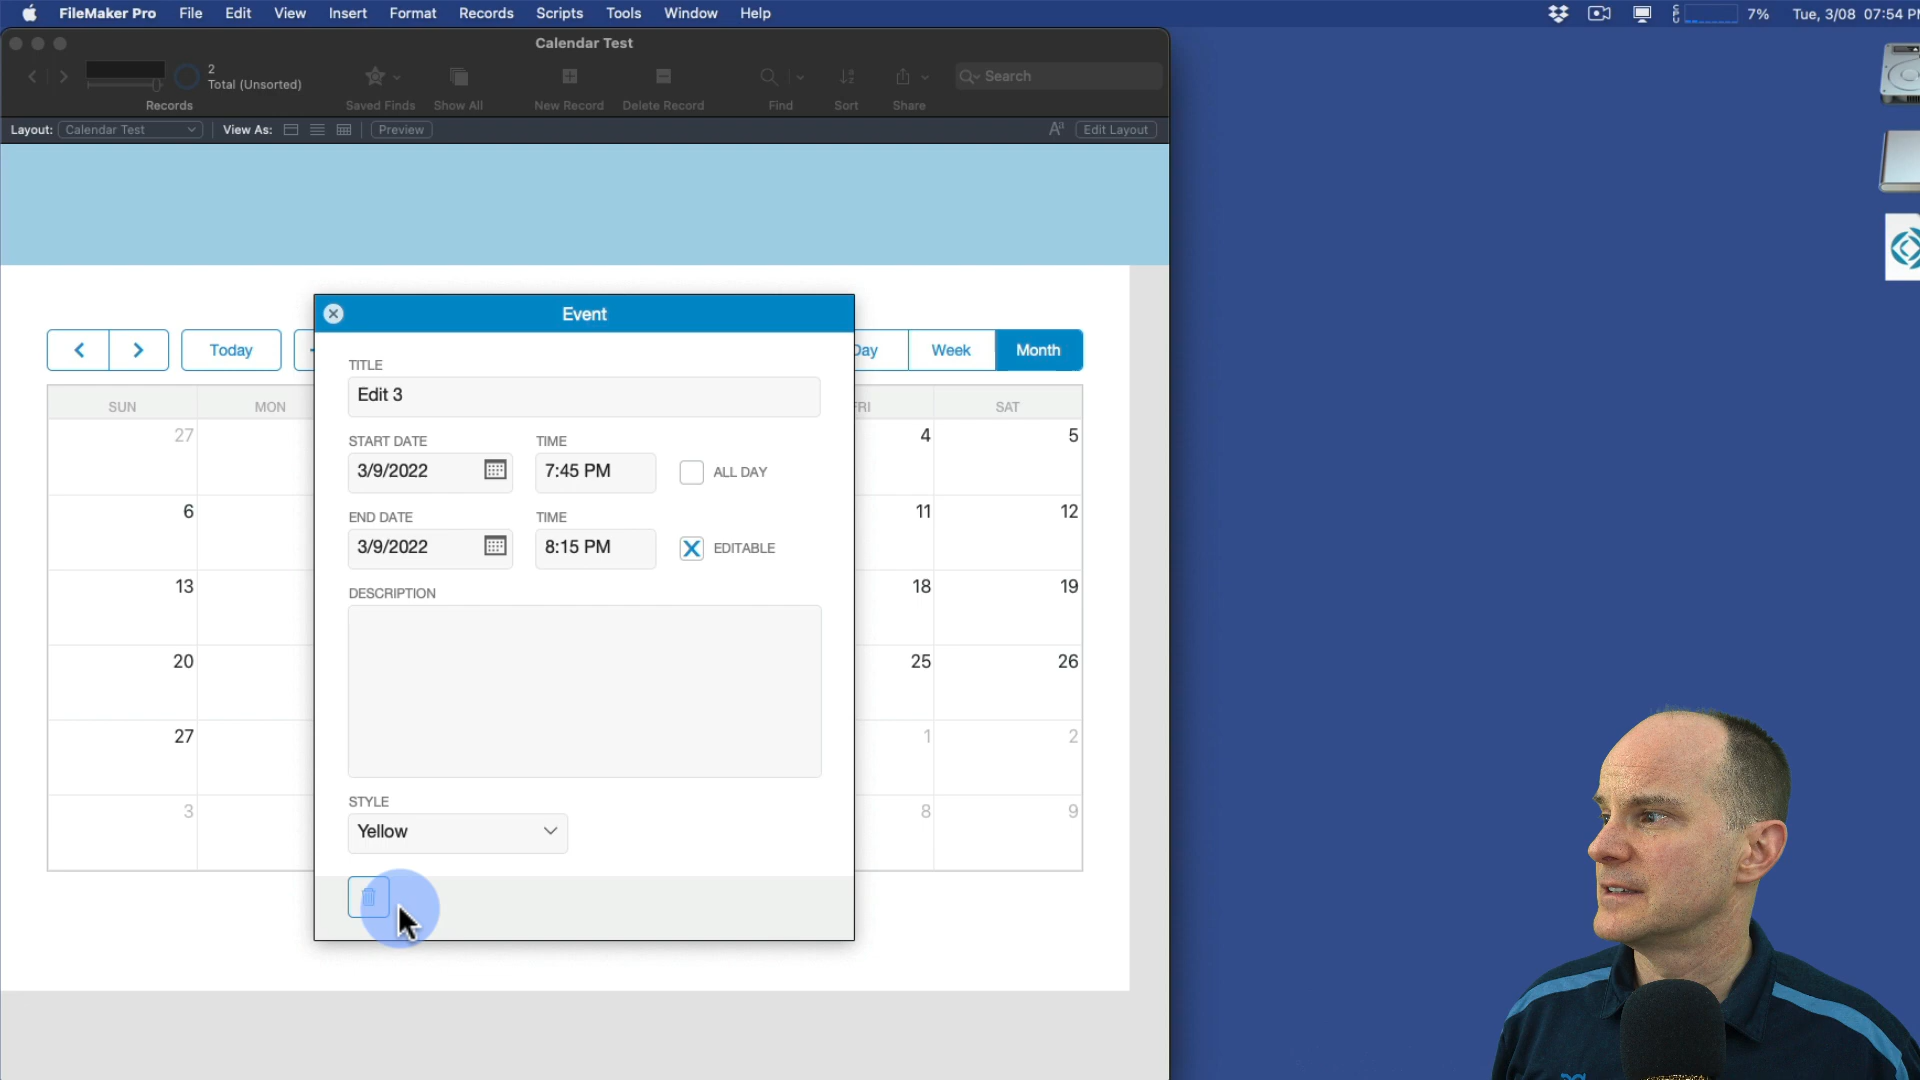 FileMaker Pro File Edit View Insert Format Records Scripts Tools Window Help
CPU 7% Tue, 3/08 07:54
Calendar Test
2
Total (Unsorted)
Search
Records Saved Finds Show All New Record Delete Record Find Sort Share
Layout: Calendar Test View As: Preview Edit Layout
Event
Today Day Week Month
TITLE
Edit 3
SUN MON FRI SAT
START DATE TIME
3/9/2022 7:45 PM ALL DAY
END DATE TIME
3/9/2022 8:15 PM EDITABLE
DESCRIPTION
27 4 5
6 11 12
13 18 19
20 25 26
27 1 2
STYLE
Yellow
3 8 9